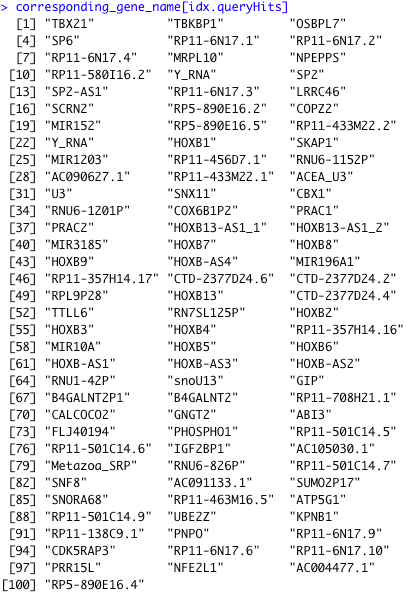 > corresponding_gene_name[idx.queryHits]
[1] "TBX21" "TBKBP1" "OSBPL7"
[4] "SP6" "RP11-6N17.1" "RP11-6N17.2"
[7] "RP11-6N17.4" "MRPL10" "NPEPPS"
[10] "RP11-580I16.2" "Y_RNA" "SP2"
[13] "SP2-AS1" "RP11-6N17.3" "LRRC46"
[16] "SCRN2" "RP5-890E16.2" "COPZ2"
[19] "MIR152" "RP5-890E16.5" "RP11-433M22.2"
[22] "Y_RNA" "HOXB1" "SKAP1"
[25] "MIR1203" "RP11-456D7.1" "RNU6-1152P"
[28] "AC090627.1" "RP11-433M22.1" "ACEA_U3"
[31] "U3" "SNX11" "CBX1"
[34] "RNU6-1201P" "COX6B1P2" "PRAC1"
[37] "PRAC2" "HOXB13-AS1_1" "HOXB13-AS1_2"
[40] "MIR3185" "HOXB7" "HOXB8"
[43] "HOXB9" "HOXB-AS4" "MIR196A1"
[46] "RP11-357H14.17" "CTD-2377D24.6" "CTD-2377D24.2"
[49] "RPL9P28" "HOXB13" "CTD-2377D24.4"
[52] "TTLL6" "RN7SL125P" "HOXB2"
[55] "HOXB3" "HOXB4" "RP11-357H14.16"
[58] "MIR10A" "HOXB5" "HOXB6"
[61] "HOXB-AS1" "HOXB-AS3" "HOXB-AS2"
[64] "RNU1-42P" "snoU13" "GIP"
[67] "B4GALNT2P1" "B4GALNT2" "RP11-708H21.1"
[70] "CALCOCO2" "GNGT2" "ABI3"
[73] "FLJ40194" "PHOSPHO1" "RP11-501C14.5"
[76] "RP11-501C14.6" "IGF2BP1" "AC105030.1"
[79] "Metazoa_SRP" "RNU6-826P" "RP11-501C14.7"
[82] "SNF8" "AC091133.1" "SUMO2P17"
[85] "SNORA68" "RP11-463M16.5" "ATP5G1"
[88] "RP11-501C14.9" "UBE2Z" "KPNB1"
[91] "RP11-138C9.1" "PNPO" "RP11-6N17.9"
[94] "CDK5RAP3" "RP11-6N17.6" "RP11-6N17.10"
[97] "PRR15L" "NFE2L1" "AC004477.1"
[100] "RP5-890E16.4"